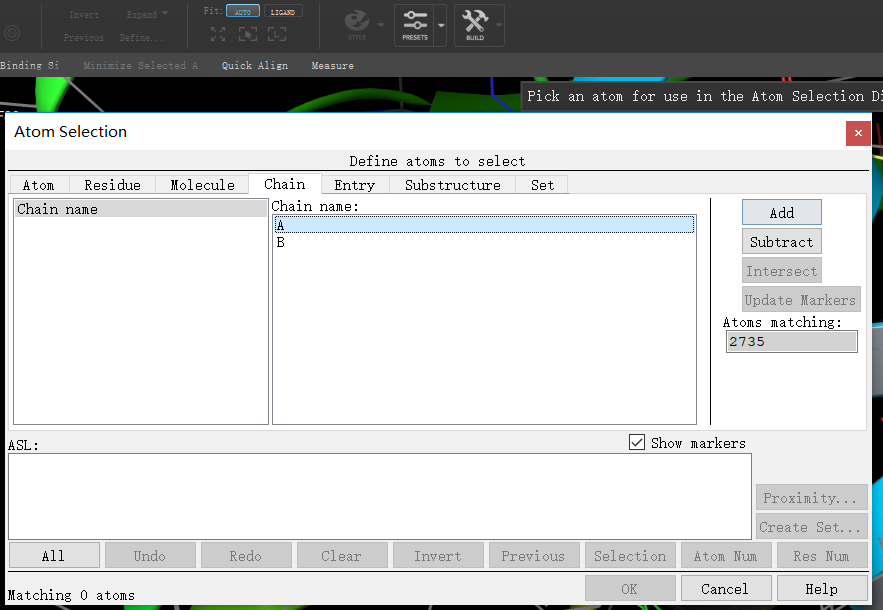 Invert Expand Fit: AUTO LIGAND
Previous Define... STYLE PRESETS BUILD
Binding Si Minimize Selected A Quick Align Measure
Pick an atom for use in the Atom Selection Di
Atom Selection
Define atoms to select
Atom Residue Molecule Chain Entry Substructure Set
Chain name
Chain name:
A
B
Add
Subtract
Intersect
Update Markers
Atoms matching:
2735
ASL:
Show markers
Proximity...
Create Set...
All Undo Redo Clear Invert Previous Selection Atom Num Res Num
Matching 0 atoms
OK Cancel Help